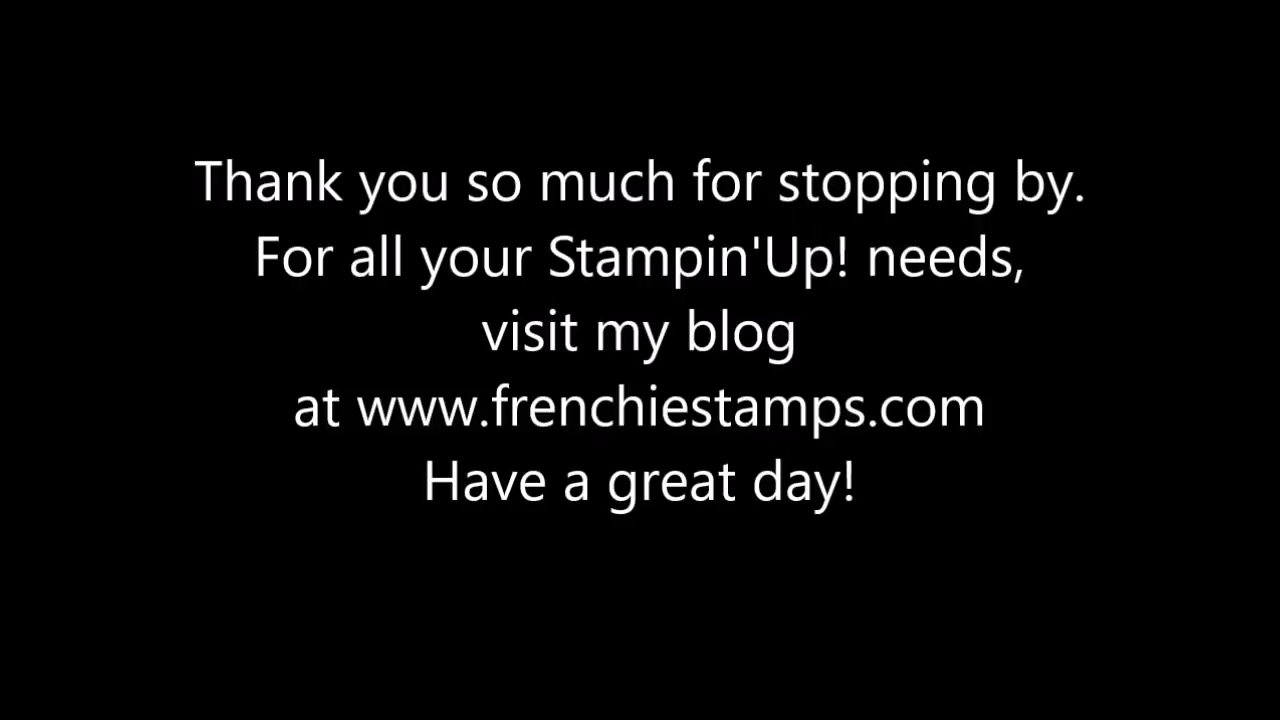 Thank you so much for stopping by.
For all your Stampin'Up! needs,
visit my blog
at www.frenchiestamps.com
Have a great day!